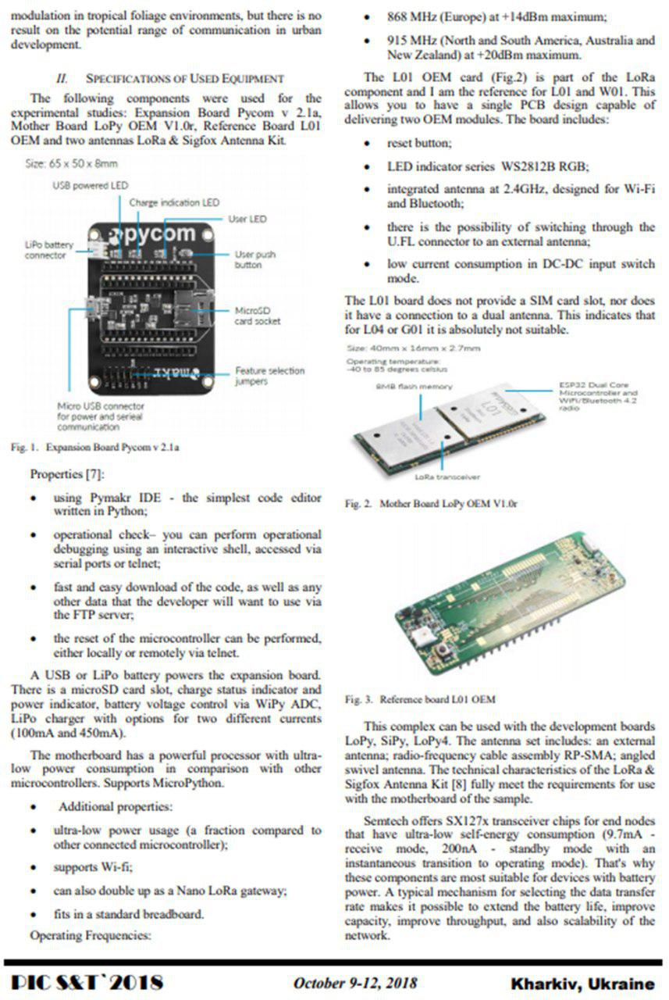 modulation in tropical foliage environments, but there is no
result on the potential range of communication in urban
development.
II. SPECIFICATIONS OF USED EQUIPMENT
The following components were used for the
experimental studies: Expansion Board Pycom v 2.1a,
Mother Board LoPy OEM V1.0r, Reference Board L01
OEM and two antennas LoRa & Sigfox Antenna Kit.
Size: 65 x 50 x 8mm
USB powered LED
Charge indication LED
User LED
LiPo battery
connector
pycom
User push
button
MicroSD
card socket
Feature selection
jumpers
Micro USB connector
for power and serieal
communication
Fig. 1. Expansion Board Pycom v 2.1a
Properties [7]:
• using Pymakr IDE - the simplest code editor
written in Python;
• operational check– you can perform operational
debugging using an interactive shell, accessed via
serial ports or telnet;
• fast and easy download of the code, as well as any
other data that the developer will want to use via
the FTP server;
• the reset of the microcontroller can be performed,
either locally or remotely via telnet.
A USB or LiPo battery powers the expansion board.
There is a microSD card slot, charge status indicator and
power indicator, battery voltage control via WiPy ADC,
LiPo charger with options for two different currents
(100mA and 450mA).
The motherboard has a powerful processor with ultra-
low power consumption in comparison with other
microcontrollers. Supports MicroPython.
• Additional properties:
• ultra-low power usage (a fraction compared to
other connected microcontroller);
• supports Wi-fi;
• can also double up as a Nano LoRa gateway;
• fits in a standard breadboard.
Operating Frequencies:
• 868 MHz (Europe) at +14dBm maximum;
• 915 MHz (North and South America, Australia and
New Zealand) at +20dBm maximum.
The L01 OEM card (Fig.2) is part of the LoRa
component and I am the reference for L01 and W01. This
allows you to have a single PCB design capable of
delivering two OEM modules. The board includes:
• reset button;
• LED indicator series WS2812B RGB;
• integrated antenna at 2.4GHz, designed for Wi-Fi
and Bluetooth;
• there is the possibility of switching through the
U.FL connector to an external antenna;
• low current consumption in DC-DC input switch
mode.
The L01 board does not provide a SIM card slot, nor does
it have a connection to a dual antenna. This indicates that
for L04 or G01 it is absolutely not suitable.
Size: 40mm x 16mm x 2.7mm
Operating temperature:
-40 to 85 degrees celsius
8MB flash memory
ESP32 Dual Core
Microcontroller and
WiFi/Bluetooth 4.2
radio
L01
LoRa transceiver
Fig. 2. Mother Board LoPy OEM V1.0r
Fig. 3. Reference board L01 OEM
This complex can be used with the development boards
LoPy, SiPy, LoPy4. The antenna set includes: an external
antenna; radio-frequency cable assembly RP-SMA; angled
swivel antenna. The technical characteristics of the LoRa &
Sigfox Antenna Kit [8] fully meet the requirements for use
with the motherboard of the sample.
Semtech offers SX127x transceiver chips for end nodes
that have ultra-low self-energy consumption (9.7mA -
receive mode, 200nA - standby mode with an
instantaneous transition to operating mode). That's why
these components are most suitable for devices with battery
power. A typical mechanism for selecting the data transfer
rate makes it possible to extend the battery life, improve
capacity, improve throughput, and also scalability of the
network.
PIC S&T`2018
October 9-12, 2018
Kharkiv, Ukraine